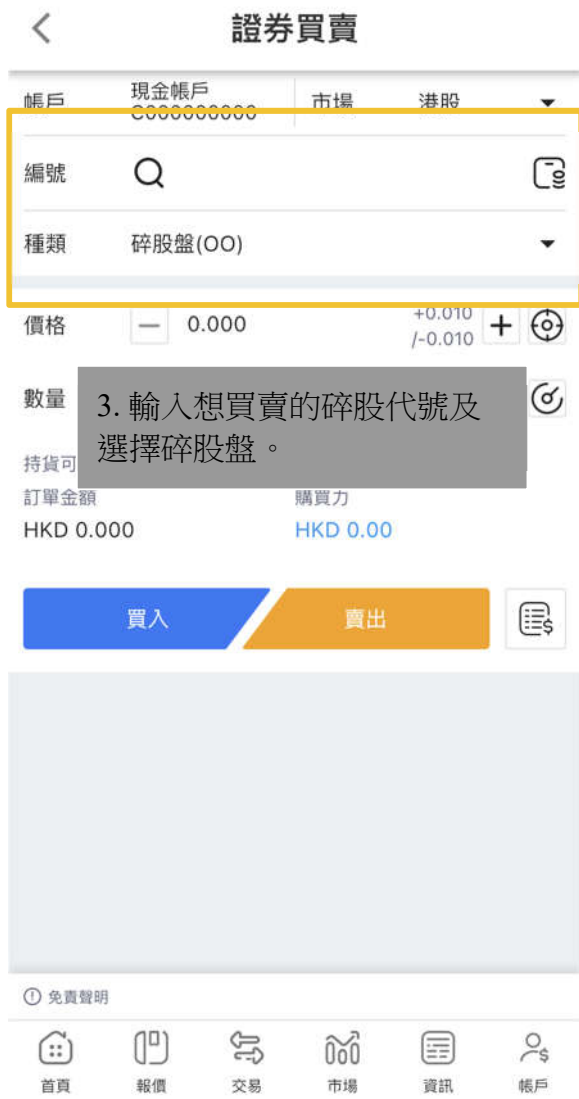 證券買賣
帳戶 現金帳戶 市場 港股
C000000000
編號
種類 碎股盤(OO)
價格 0.000 +0.010
/-0.010
數量
3. 輸入想買賣的碎股代號及
選擇碎股盤。
持貨可
訂單金額 購買力
HKD 0.000 HKD 0.00
買入 賣出
免責聲明
首頁 報價 交易 市場 資訊 帳戶